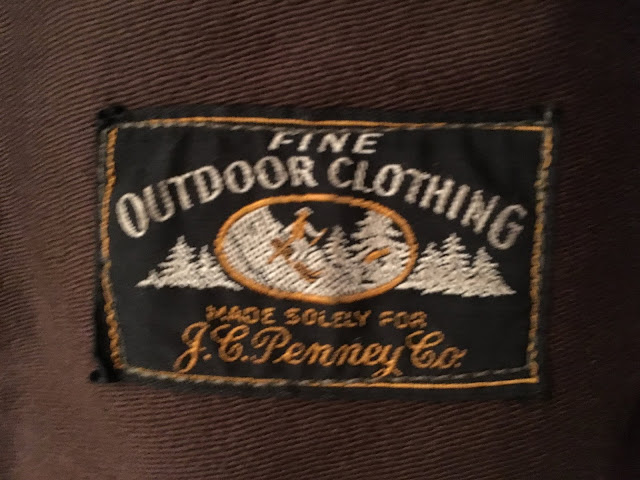 FINE
OUTDOOR CLOTHING
MADE SOLELY FOR
J.C. Penney Co.